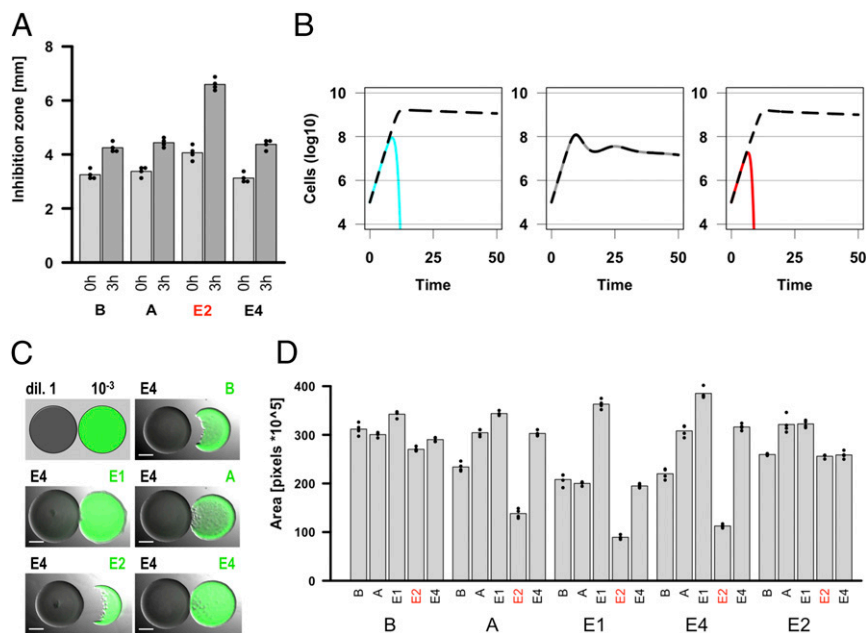 A
Inhibition zone [mm]
8
6
4
2
0
0h 3h 0h 3h 0h 3h 0h 3h
B A E2 E4
B
Cells (log10)
10
8
6
4
0 25 50
Time
10
8
6
4
0 25 50
Time
10
8
6
4
0 25 50
Time
C
dil. 1 10⁻³
E4 B
E4 E1
E4 A
E4 E2
E4 E4
D
Area [pixels *10^5]
400
300
200
100
0
B A E1 E2 E4 B A E1 E2 E4 B A E1 E2 E4 B A E1 E2 E4 B A E1 E2 E4
B A E1 E4 E2